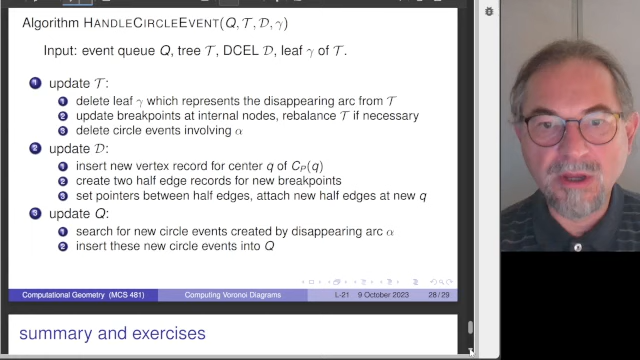 Algorithm HANDLECIRCLEEVENT(Q, T, D, γ)
Input: event queue Q, tree T, DCEL D, leaf γ of T.
1 update T:
1 delete leaf γ which represents the disappearing arc from T
2 update breakpoints at internal nodes, rebalance T if necessary
3 delete circle events involving α
2 update D:
1 insert new vertex record for center q of C_P(q)
2 create two half edge records for new breakpoints
3 set pointers between half edges, attach new half edges at new q
3 update Q:
1 search for new circle events created by disappearing arc α
2 insert these new circle events into Q
Computational Geometry (MCS 481) Computing Voronoi Diagrams L-21 9 October 2023 28/29
summary and exercises